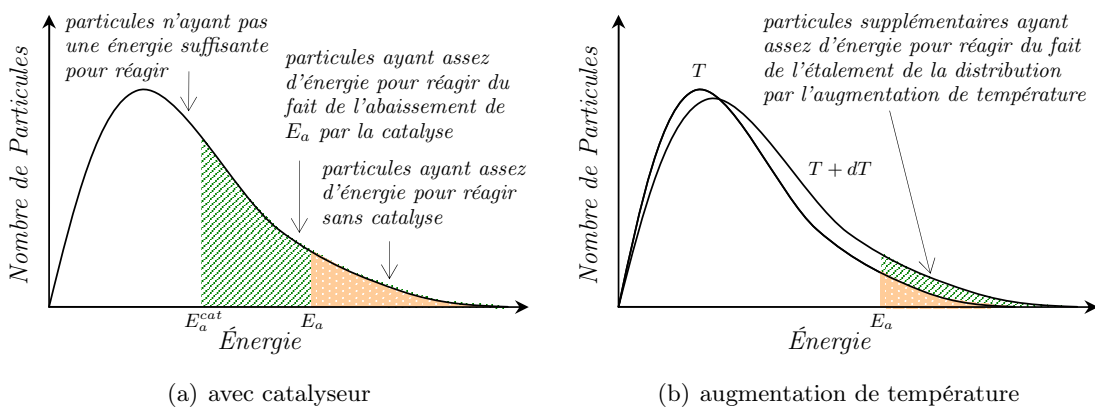 particules n'ayant pas
une énergie suffisante
pour réagir
particules ayant assez
d'énergie pour réagir du
fait de l'abaissement de
E_a par la catalyse
particules ayant assez
d'énergie pour réagir
sans catalyse
Nombre de Particules
E_a^{cat}
E_a
Énergie
(a) avec catalyseur
particules supplémentaires ayant
assez d'énergie pour réagir du fait
de l'étalement de la distribution
par l'augmentation de température
T
T + dT
Nombre de Particules
E_a
Énergie
(b) augmentation de température